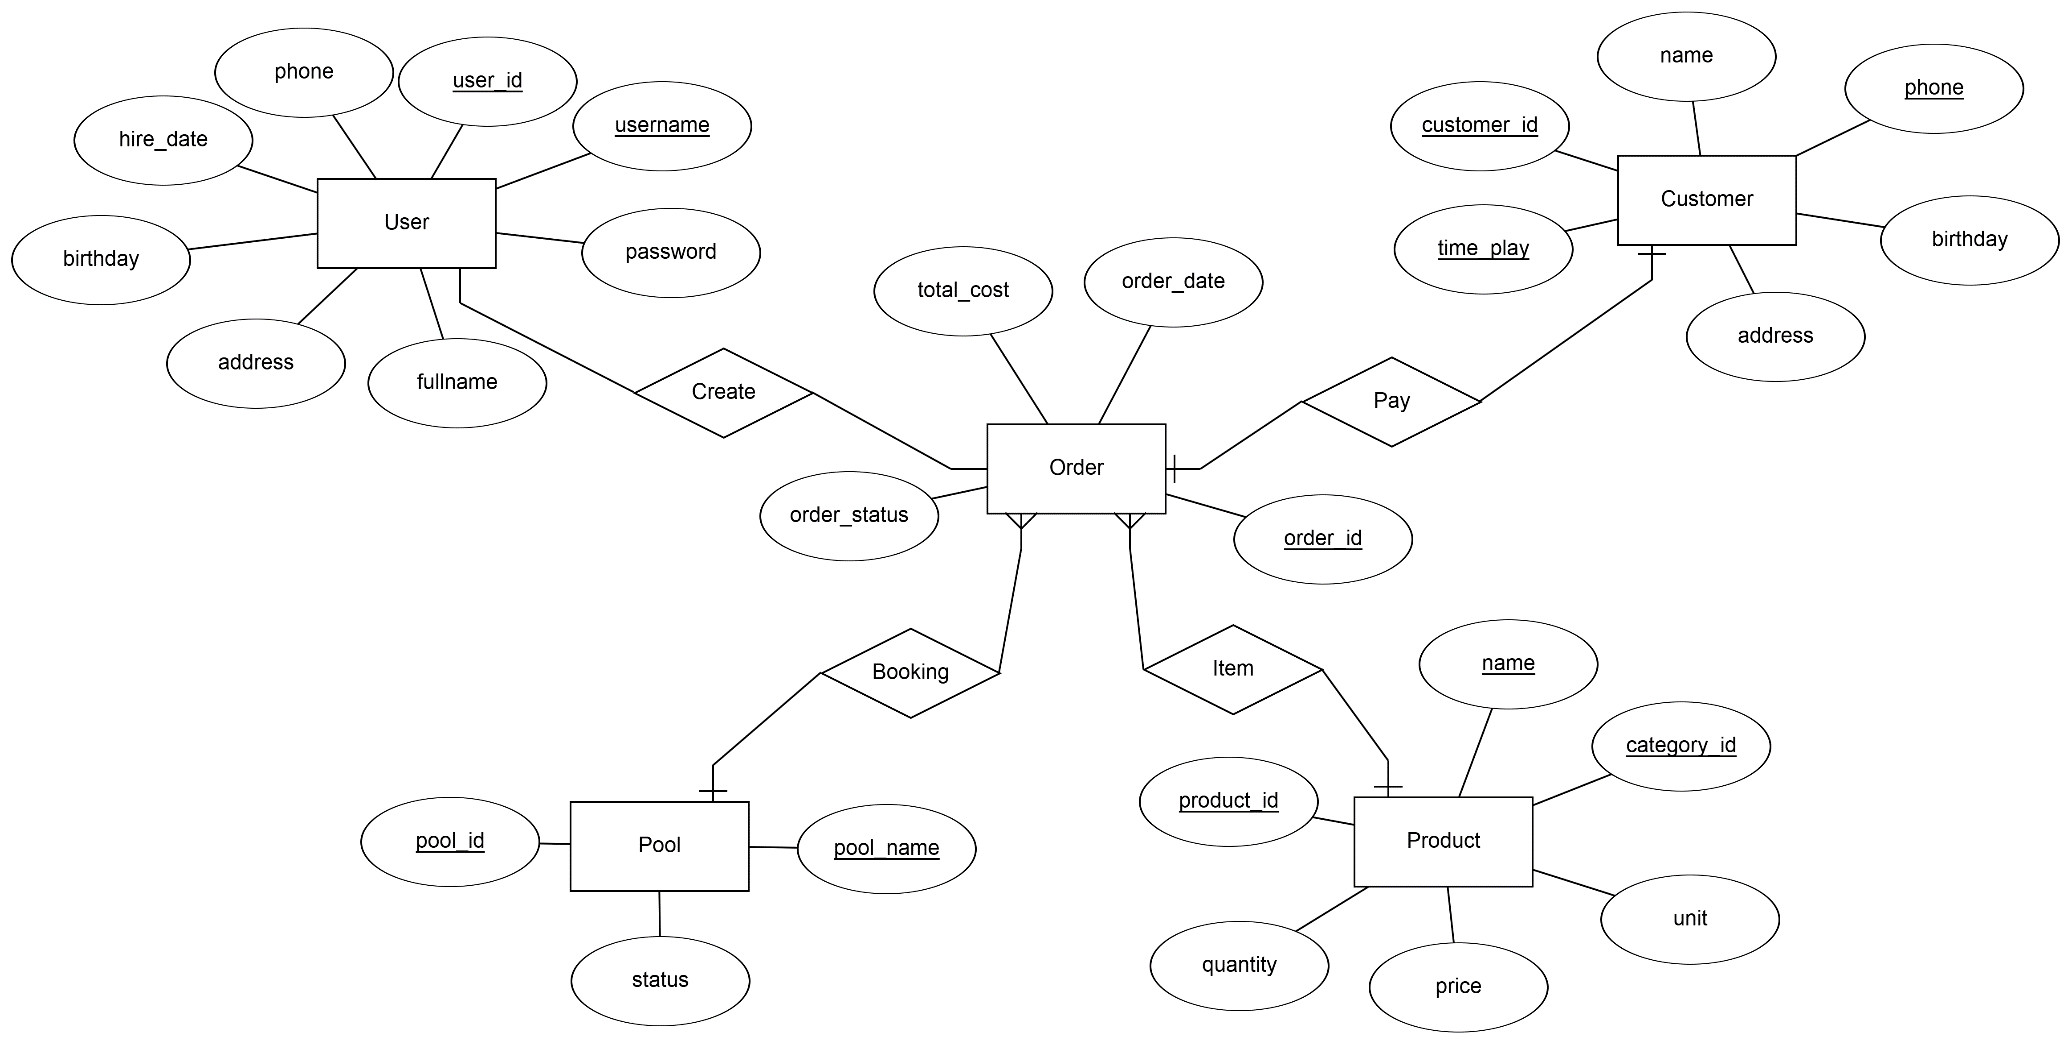 name
phone
user_id
phone
username
customer_id
hire_date
Customer
User
birthday
time_play
password
birthday
order_date
total_cost
address
address
fullname
Create
Pay
Order
order_status
order_id
name
Item
Booking
category_id
product_id
Product
pool_id
Pool
pool_name
unit
quantity
status
price